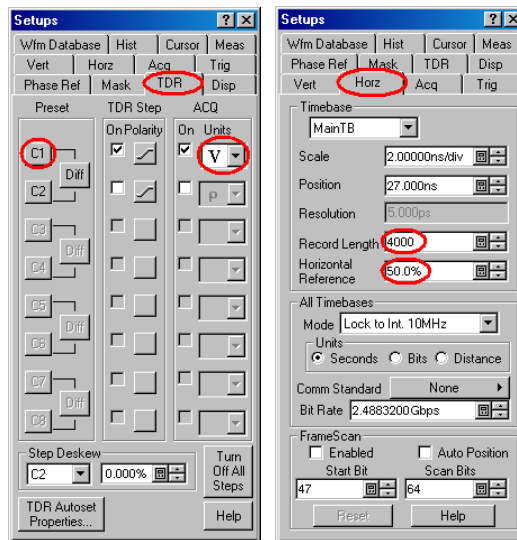 Setups
Wfm Database Hist Cursor Meas
Vert Horz Acq Trig
Phase Ref Mask TDR Disp
Preset TDR Step ACQ
On Polarity On Units
C1 V
Diff
C2 ρ
C3
Diff
C4
C5
Diff
C6
C7
Diff
C8
Step Deskew
C2 0.000%
Turn Off All Steps
TDR Autoset Properties...
Help
Setups
Wfm Database Hist Cursor Meas
Phase Ref Mask TDR Disp
Vert Horz Acq Trig
Timebase
MainTB
Scale 2.00000ns/div
Position 27.000ns
Resolution 5.000ps
Record Length 4000
Horizontal Reference 50.0%
All Timebases
Mode Lock to Int. 10MHz
Units
Seconds Bits Distance
Comm Standard None
Bit Rate 2.4883200Gbps
FrameScan
Enabled Auto Position
Start Bit Scan Bits
47 64
Reset Help